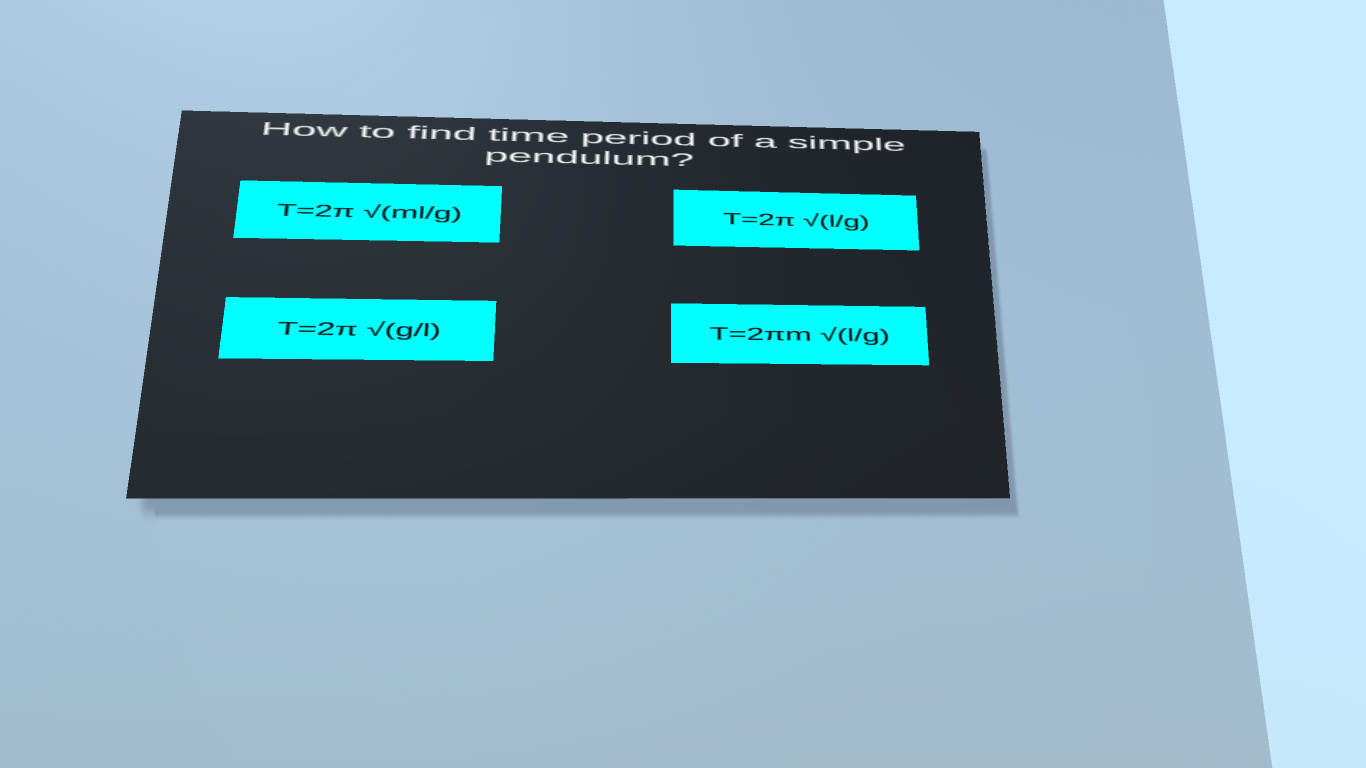 How to find time period of a simple
pendulum?
T=2π √(ml/g)
T=2π √(l/g)
T=2π √(g/l)
T=2πm √(l/g)